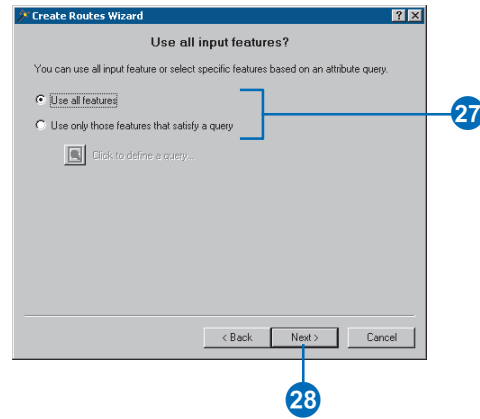 Create Routes Wizard
Use all input features?
You can use all input feature or select specific features based on an attribute query.
Use all features
Use only those features that satisfy a query
27
Click to define a query...
< Back
Next >
Cancel
28